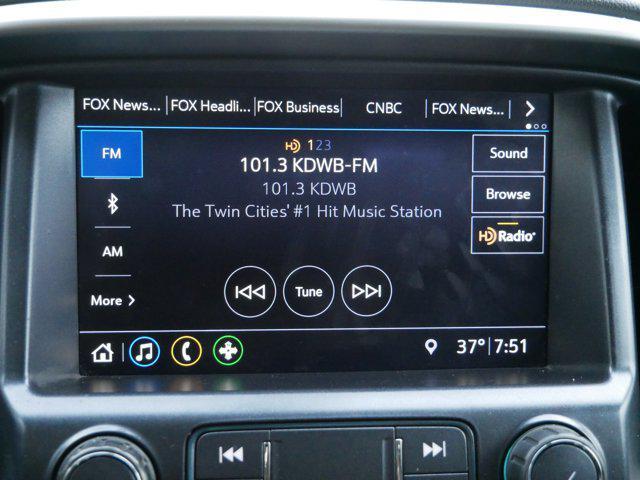 FOX News... FOX Headli... FOX Business CNBC FOX News...
FM
HD 123
101.3 KDWB-FM
101.3 KDWB
The Twin Cities' #1 Hit Music Station
Sound
Browse
HD Radio
AM
More
Tune
37° 7:51